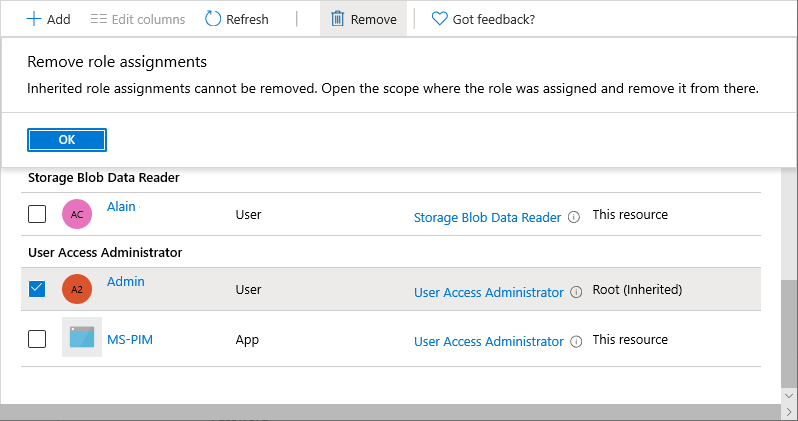 Add Edit columns Refresh Remove Got feedback?
Remove role assignments
Inherited role assignments cannot be removed. Open the scope where the role was assigned and remove it from there.
OK
Storage Blob Data Reader
AC Alain User Storage Blob Data Reader This resource
User Access Administrator
A2 Admin User User Access Administrator Root (Inherited)
MS-PIM App User Access Administrator This resource